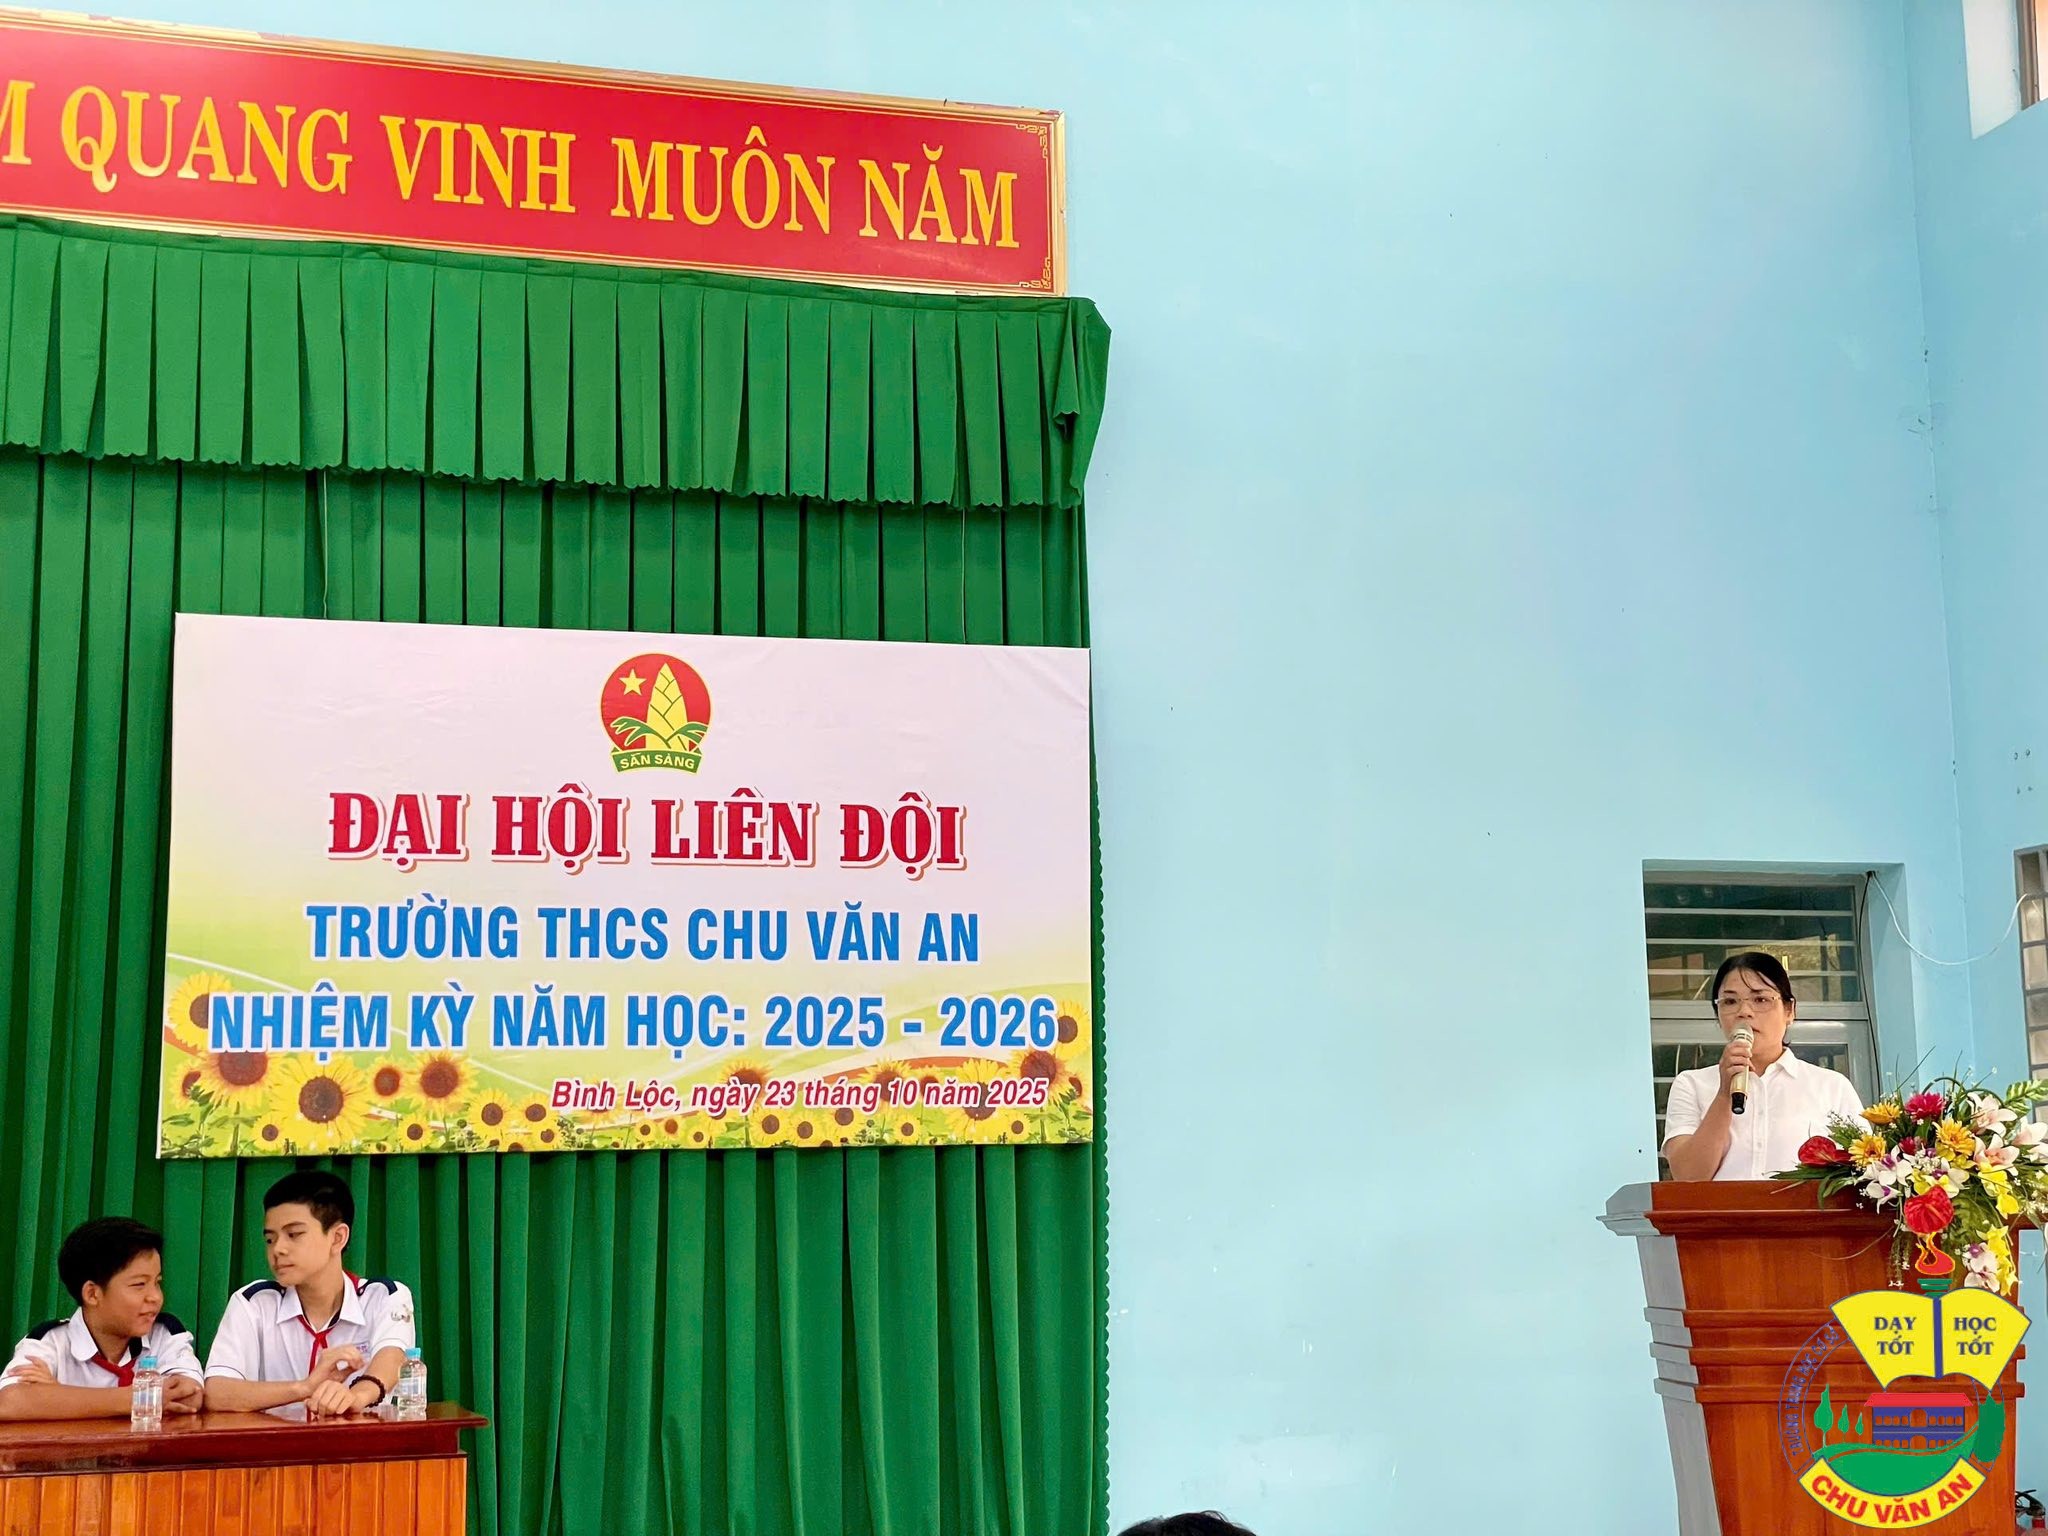 M QUANG VINH MUÔN NĂM
SẴN SÀNG
ĐẠI HỘI LIÊN ĐỘI
TRƯỜNG THCS CHU VĂN AN
NHIỆM KỲ NĂM HỌC: 2025 - 2026
Bình Lộc, ngày 23 tháng 10 năm 2025
DẠY TỐT
HỌC TỐT
CHU VĂN AN